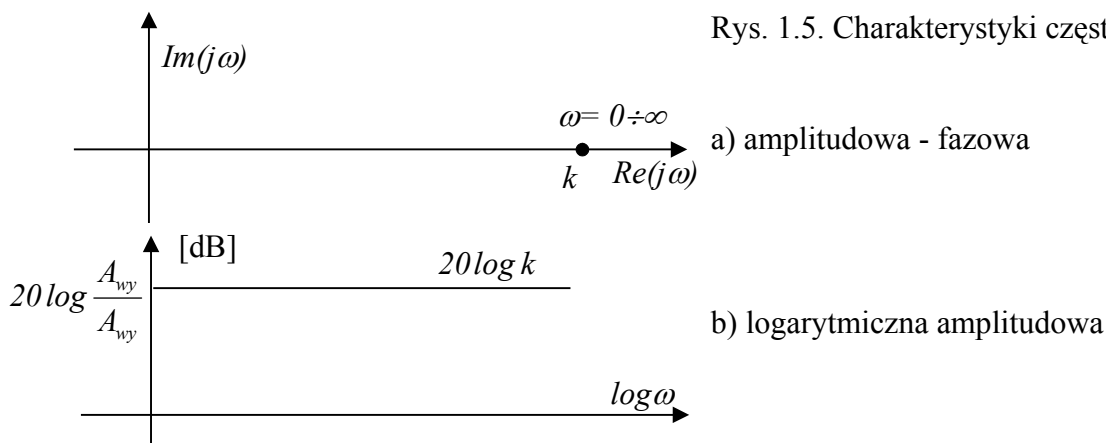 Rys. 1.5. Charakterystyki częst
Im(jω)
ω= 0÷∞
a) amplitudowa - fazowa
k
Re(jω)
[dB]
20 log A_wy / A_wy
20 log k
b) logarytmiczna amplitudowa
log ω